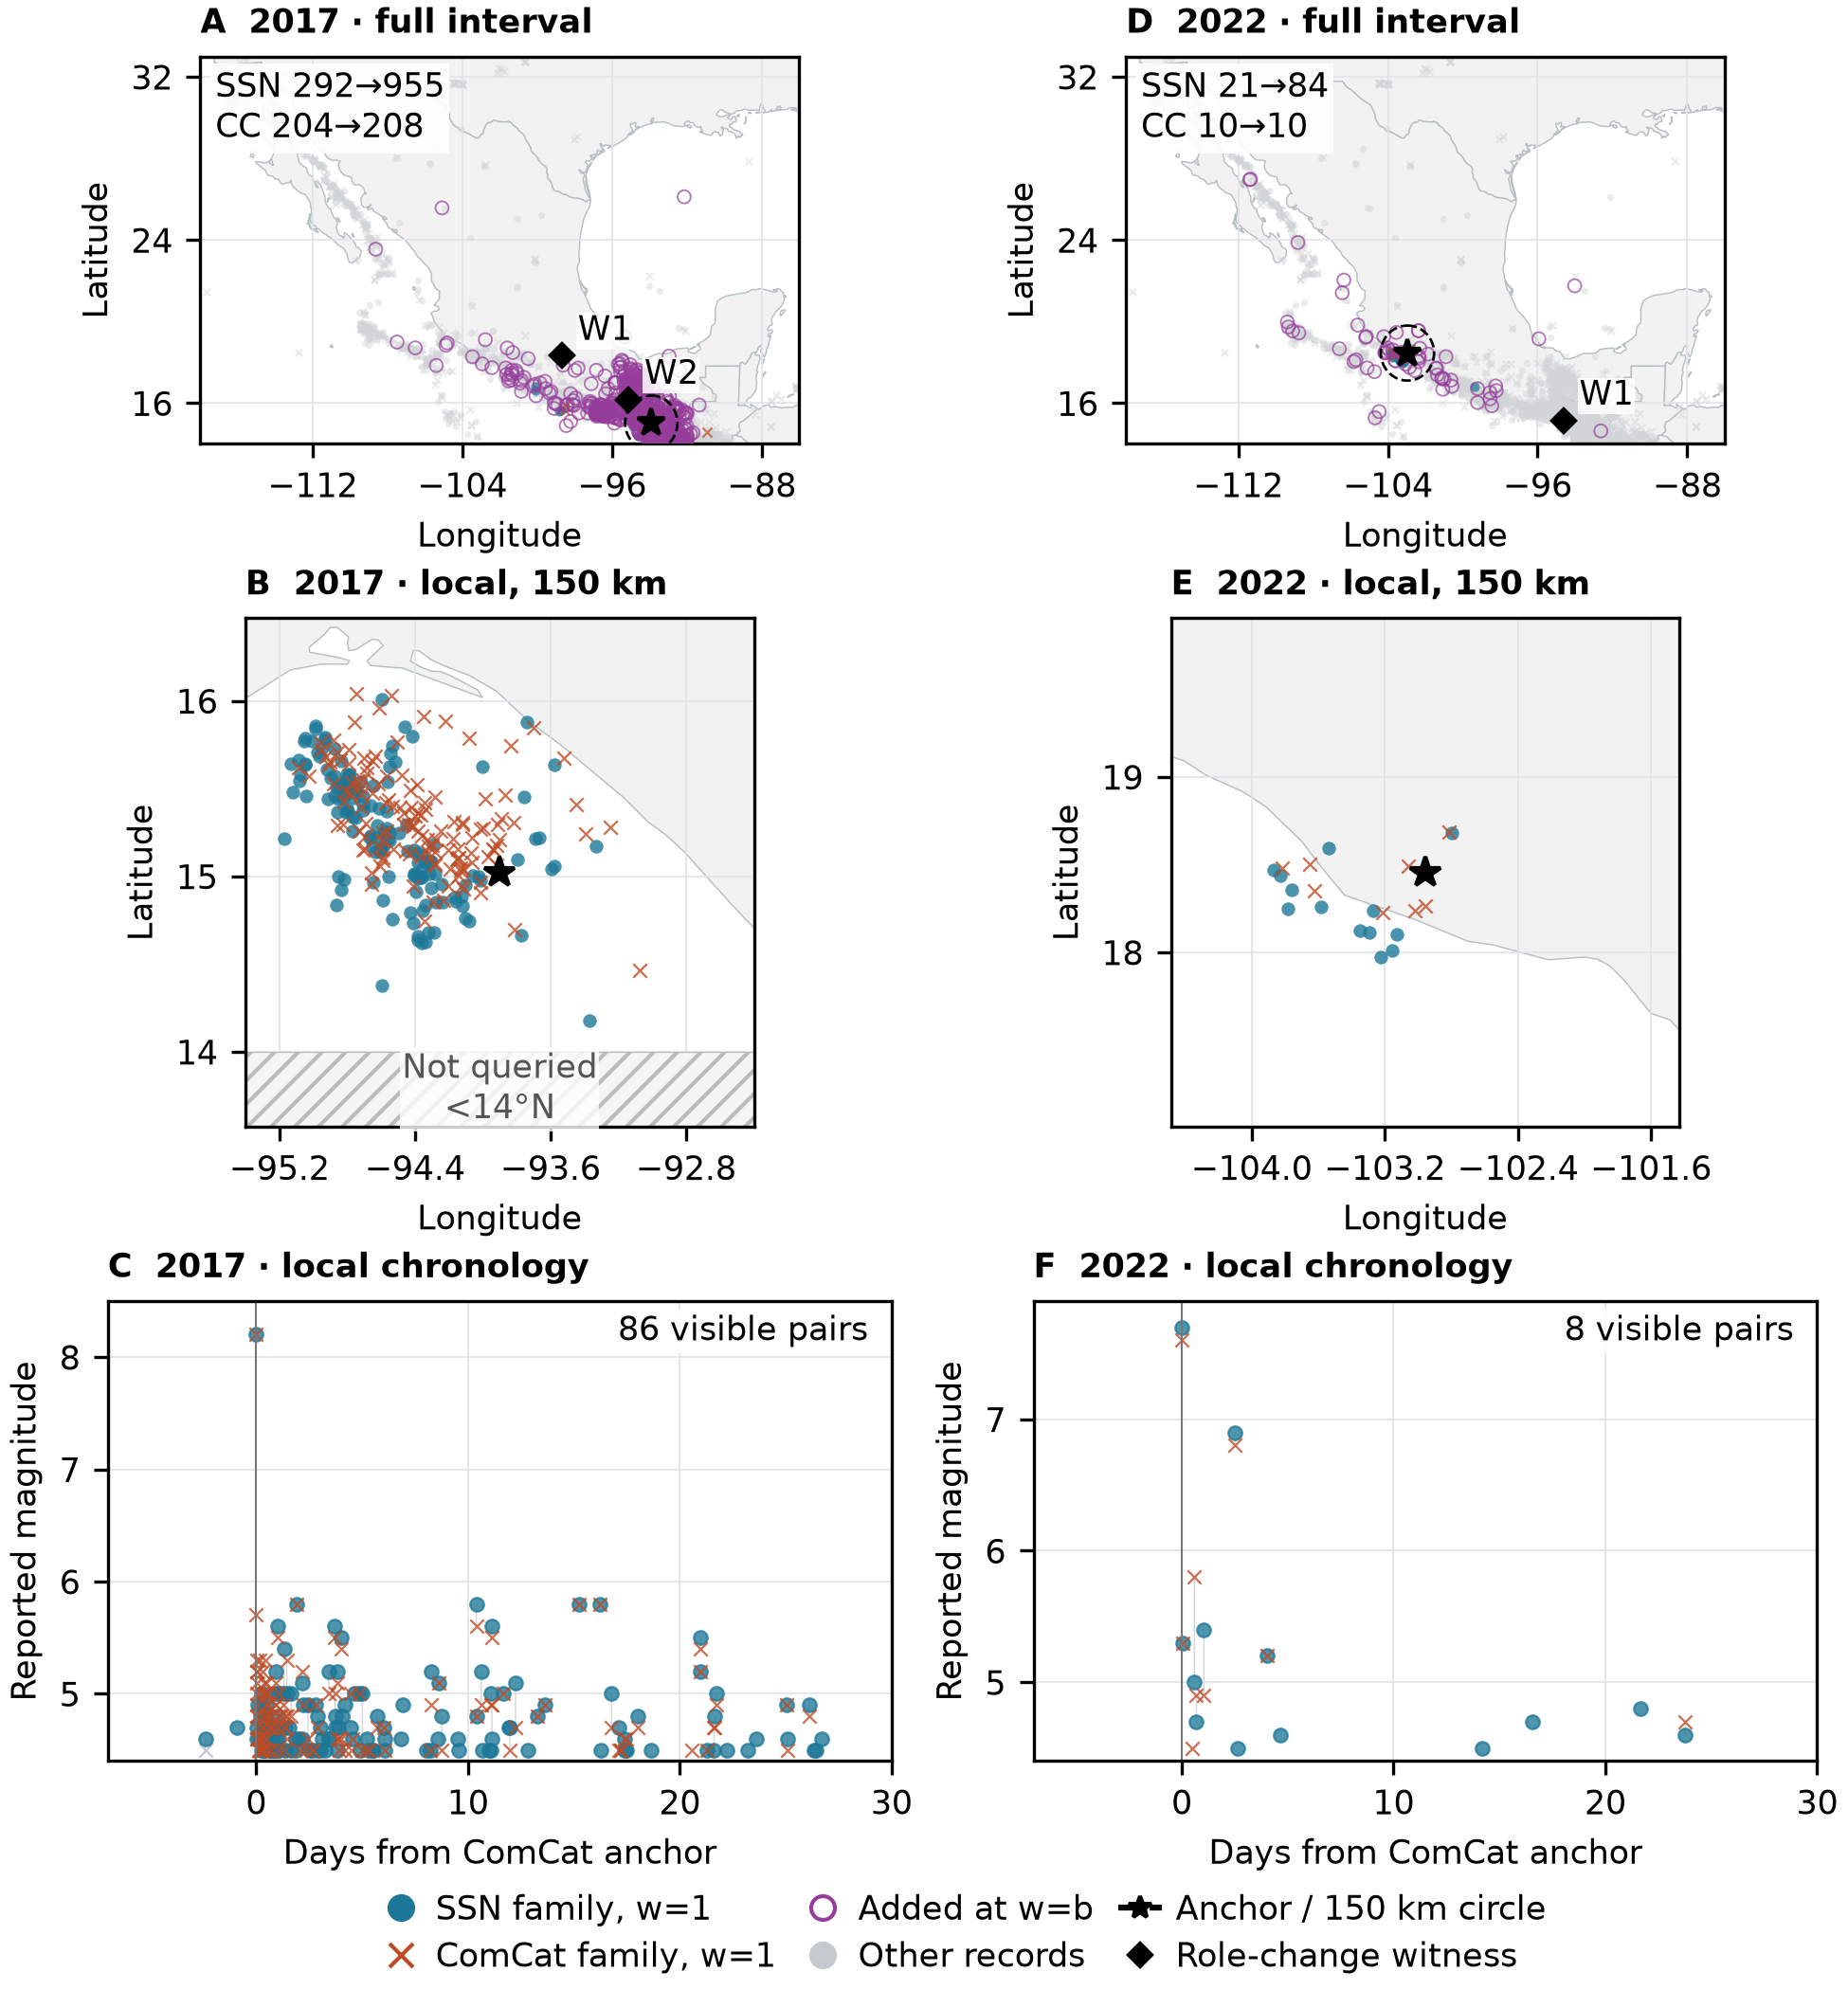 A 2017 · full interval
SSN 292→955
CC 204→208
W1
W2
32
24
16
−112
−104
−96
−88
Latitude
Longitude
D 2022 · full interval
SSN 21→84
CC 10→10
W1
32
24
16
−112
−104
−96
−88
Latitude
Longitude
B 2017 · local, 150 km
16
15
14
Not queried
<14°N
−95.2
−94.4
−93.6
−92.8
Latitude
Longitude
E 2022 · local, 150 km
19
18
−104.0
−103.2
−102.4
−101.6
Latitude
Longitude
C 2017 · local chronology
86 visible pairs
8
7
6
5
0
10
20
30
Reported magnitude
Days from ComCat anchor
F 2022 · local chronology
8 visible pairs
7
6
5
0
10
20
30
Reported magnitude
Days from ComCat anchor
SSN family, w=1
ComCat family, w=1
Added at w=b
Other records
Anchor / 150 km circle
Role-change witness